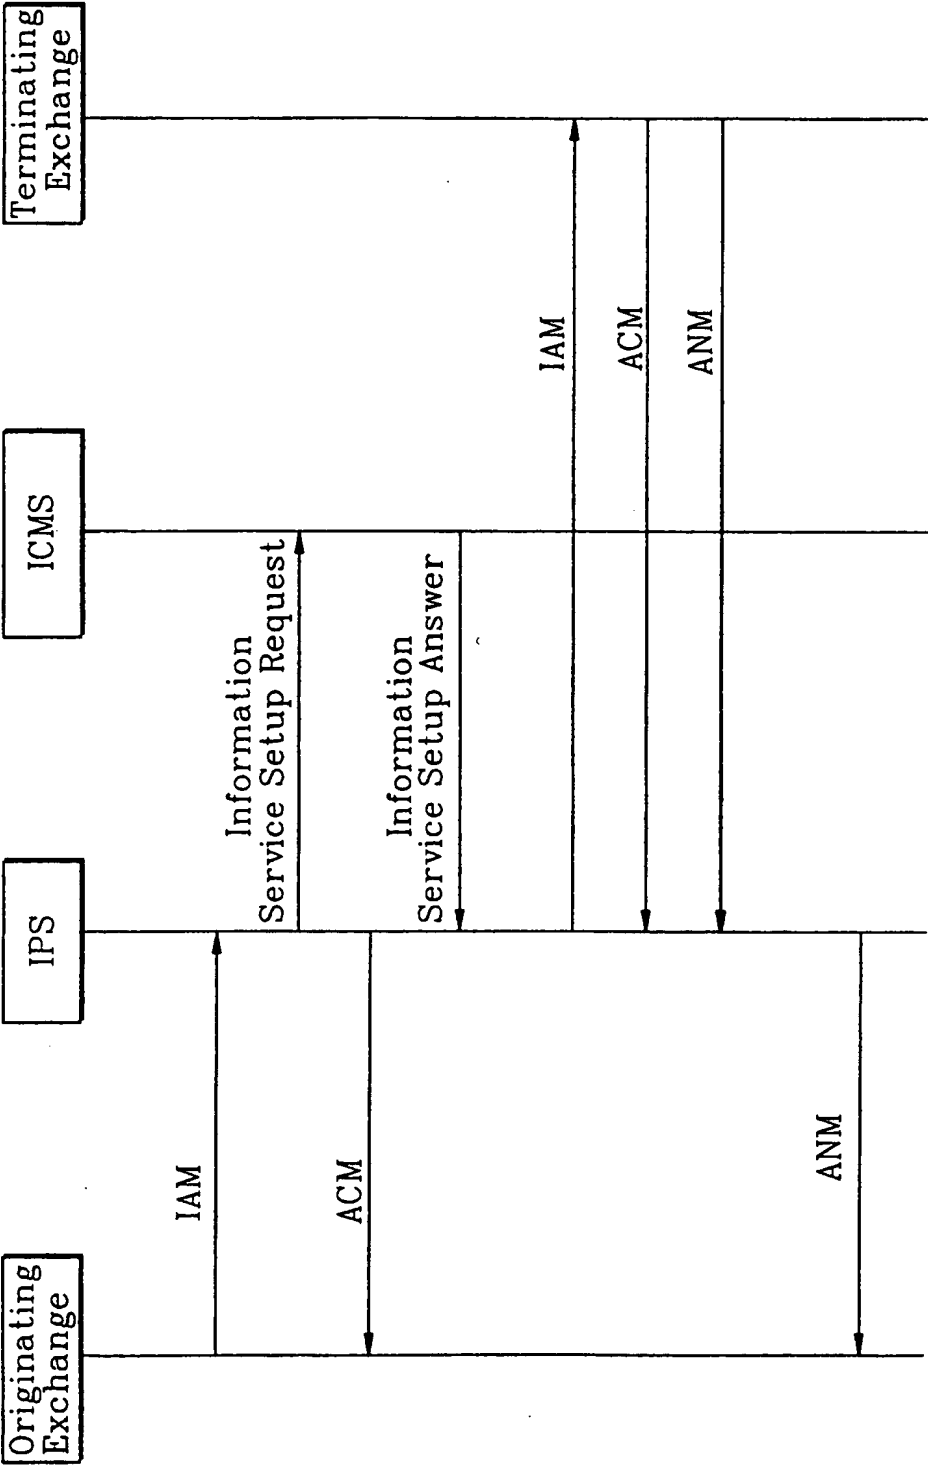 Originating
Exchange
IPS
ICMS
Terminating
Exchange
IAM
Information
Service Setup Request
ACM
Information
Service Setup Answer
IAM
ACM
ANM
ANM